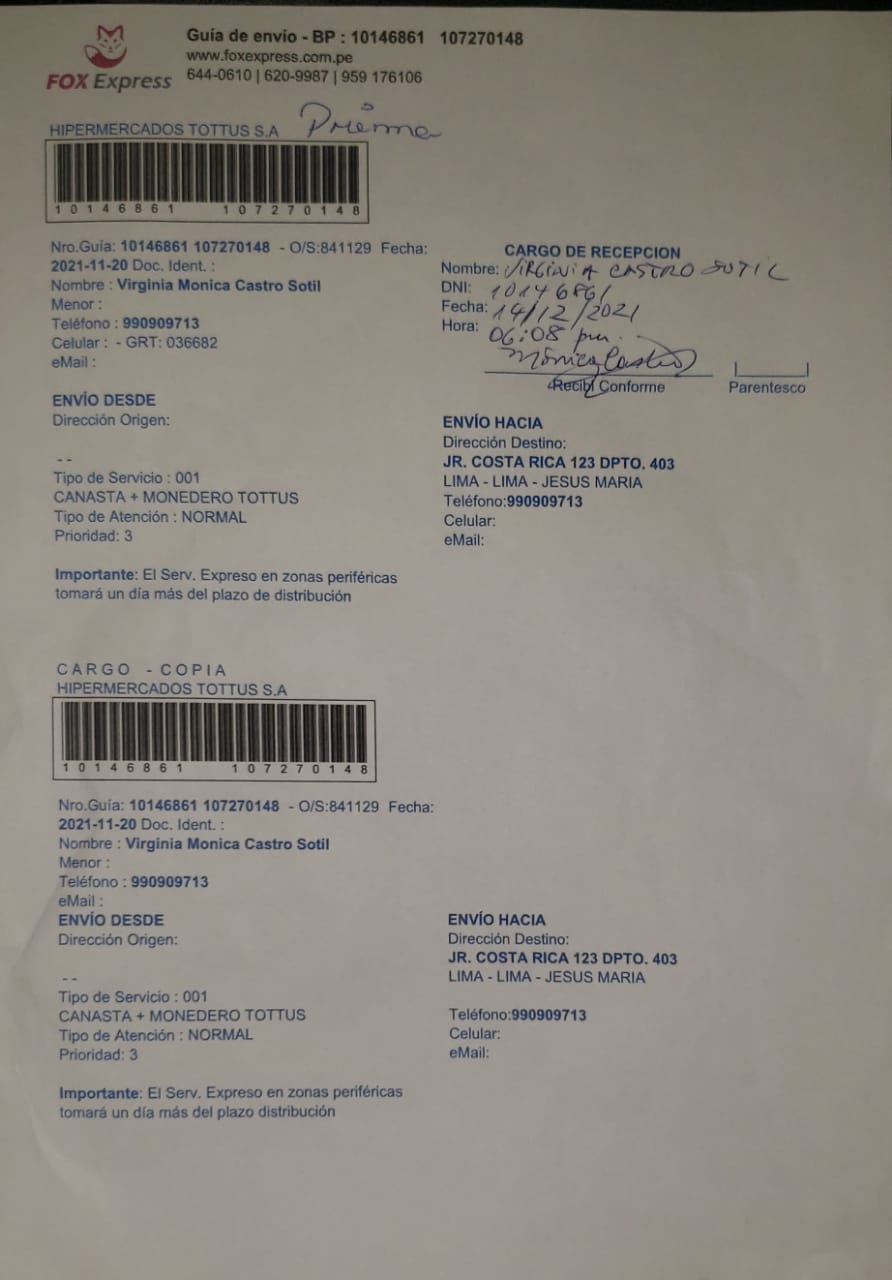 FOX Express
Guía de envío - BP : 10146861 107270148
www.foxexpress.com.pe
644-0610 | 620-9987 | 959 176106
HIPERMERCADOS TOTTUS S.A
10146861 107270148
Nro.Guía: 10146861 107270148 - O/S:841129 Fecha:
2021-11-20 Doc. Ident. :
Nombre : Virginia Monica Castro Sotil
Menor :
Teléfono : 990909713
Celular : - GRT: 036682
eMail :
CARGO DE RECEPCION
Nombre: VIRGINIA CASTRO SOTIL
DNI: 10146861
Fecha: 14/12/2021
Hora: 06:08 pm.
Mónica Castro
Recibí Conforme
Parentesco
ENVÍO DESDE
Dirección Origen:
- -
Tipo de Servicio : 001
CANASTA + MONEDERO TOTTUS
Tipo de Atención : NORMAL
Prioridad: 3
ENVÍO HACIA
Dirección Destino:
JR. COSTA RICA 123 DPTO. 403
LIMA - LIMA - JESUS MARIA
Teléfono:990909713
Celular:
eMail:
Importante: El Serv. Expreso en zonas periféricas
tomará un día más del plazo de distribución
CARGO - COPIA
HIPERMERCADOS TOTTUS S.A
10146861 107270148
Nro.Guía: 10146861 107270148 - O/S:841129 Fecha:
2021-11-20 Doc. Ident. :
Nombre : Virginia Monica Castro Sotil
Menor :
Teléfono : 990909713
eMail :
ENVÍO DESDE
Dirección Origen:
- -
Tipo de Servicio : 001
CANASTA + MONEDERO TOTTUS
Tipo de Atención : NORMAL
Prioridad: 3
ENVÍO HACIA
Dirección Destino:
JR. COSTA RICA 123 DPTO. 403
LIMA - LIMA - JESUS MARIA
Teléfono:990909713
Celular:
eMail:
Importante: El Serv. Expreso en zonas periféricas
tomará un día más del plazo distribución